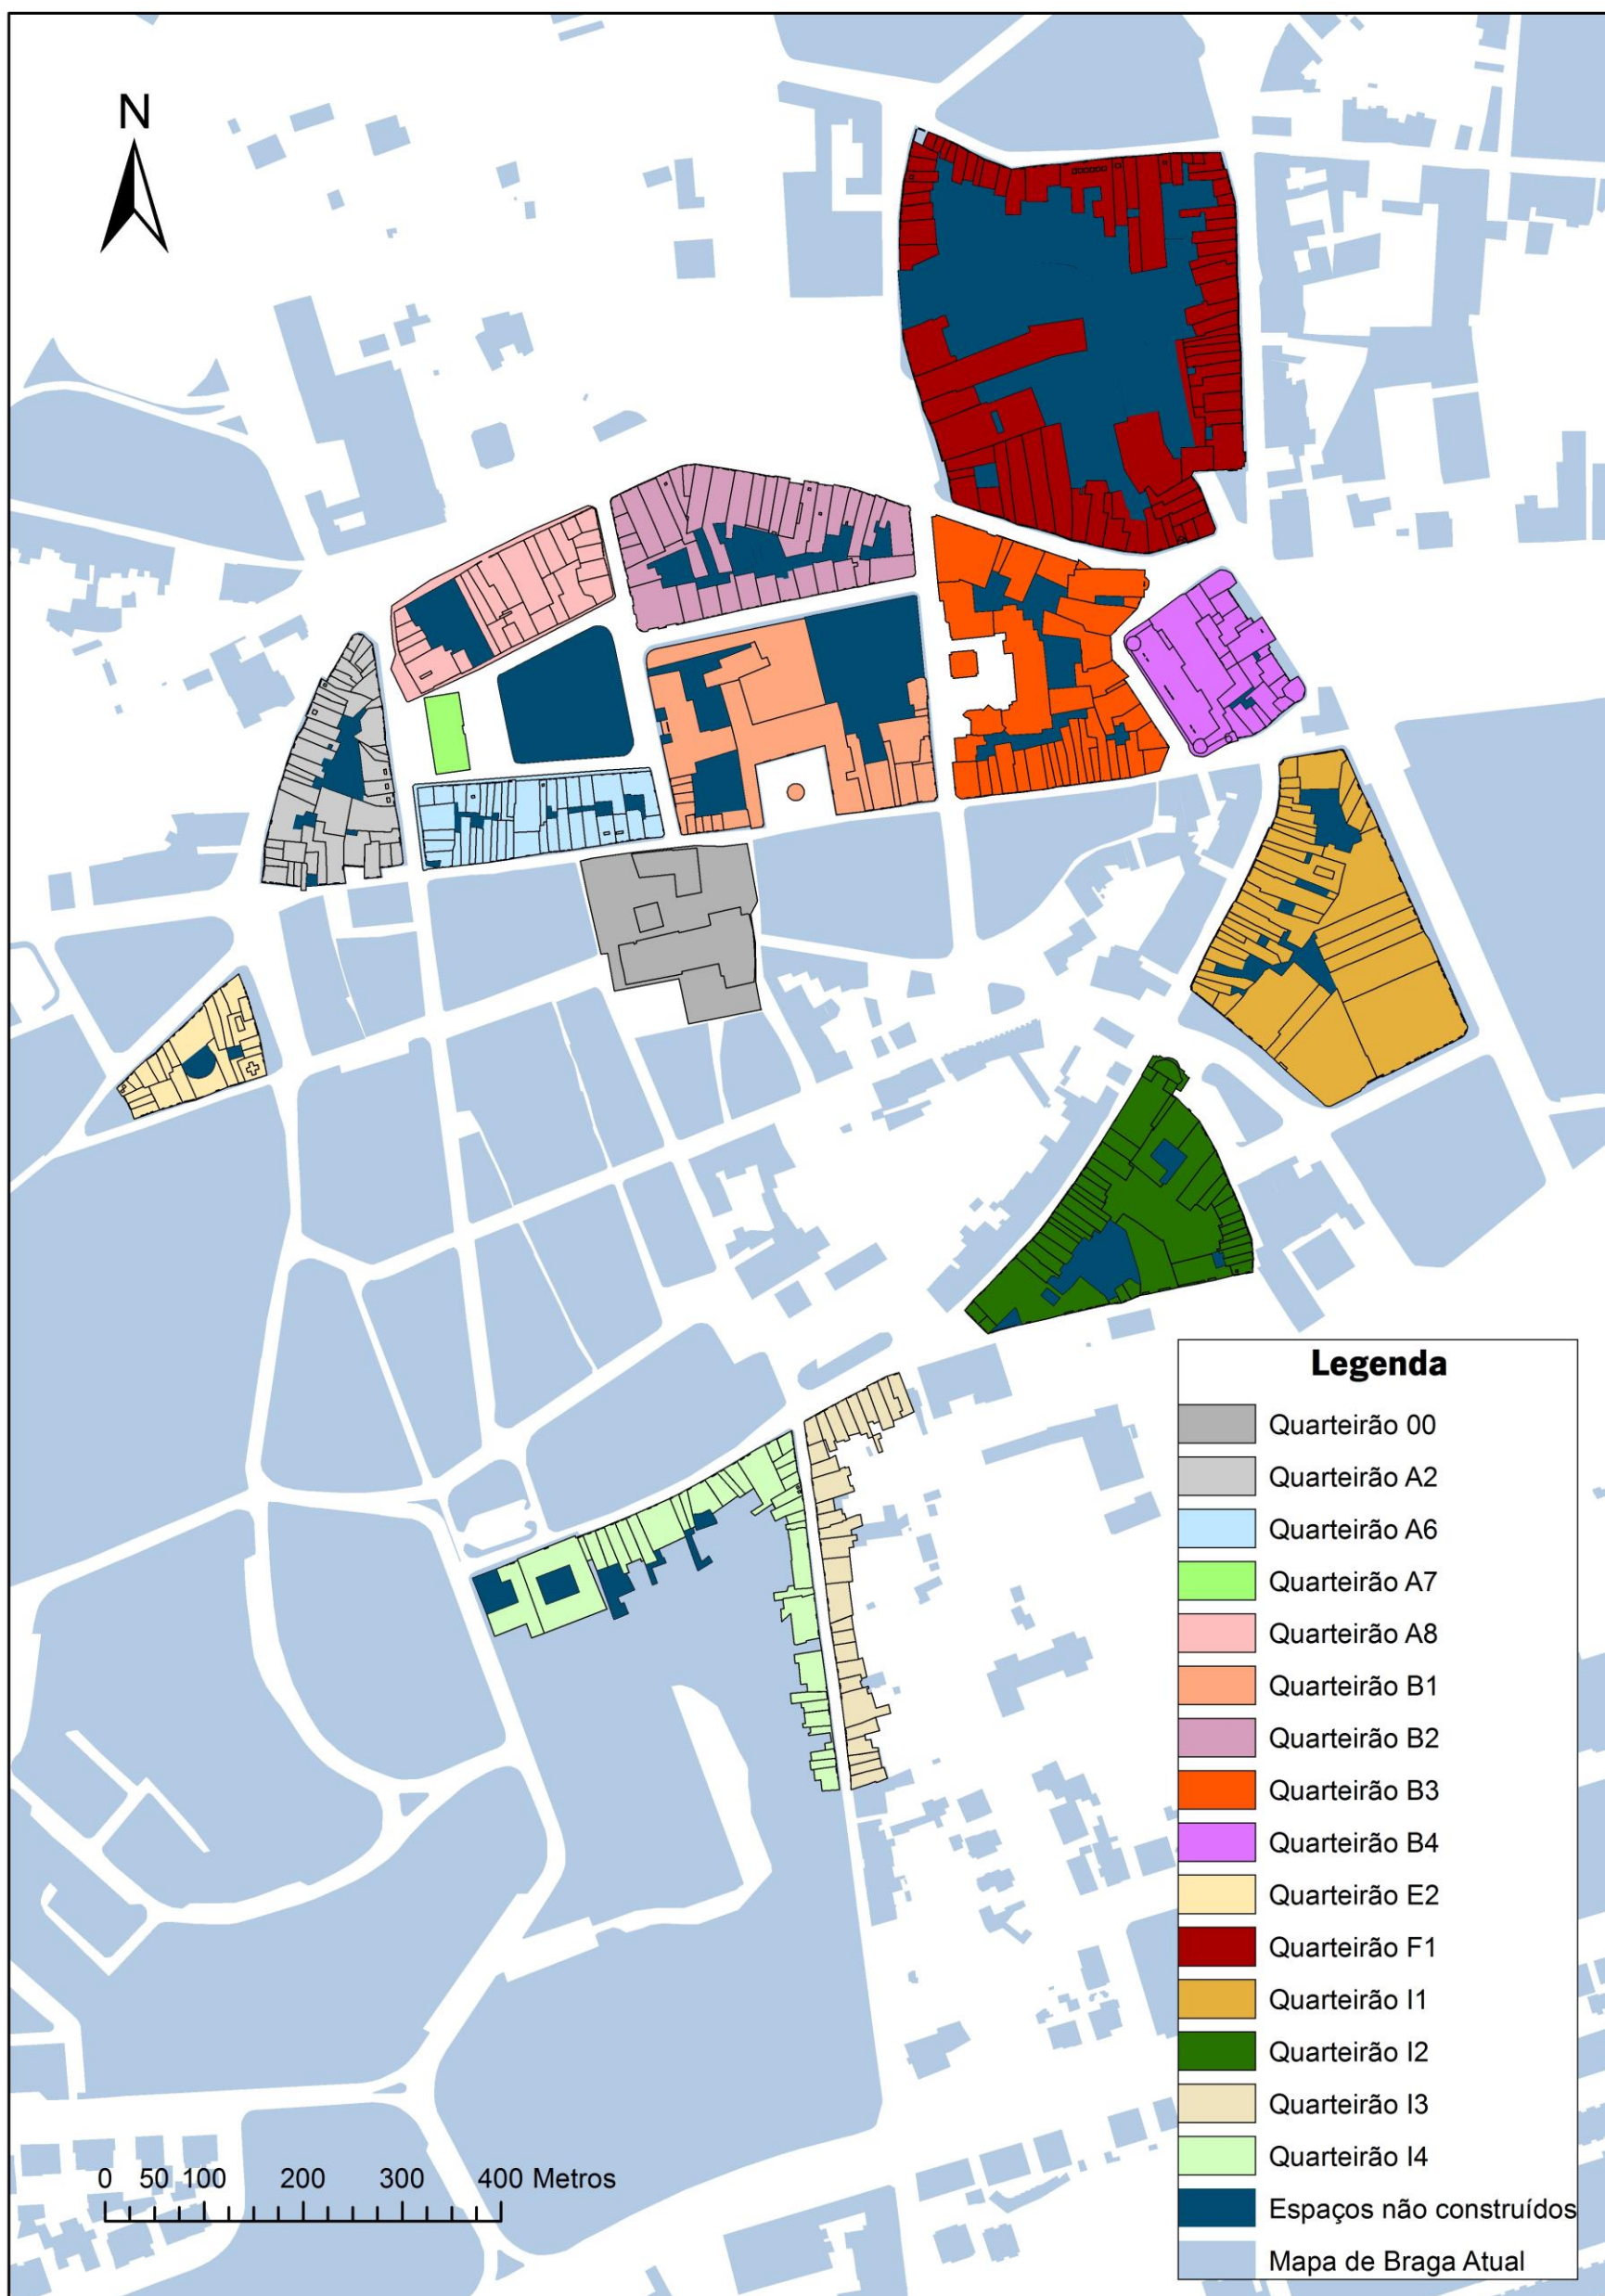 N
Legenda
Quarteirão 00
Quarteirão A2
Quarteirão A6
Quarteirão A7
Quarteirão A8
Quarteirão B1
Quarteirão B2
Quarteirão B3
Quarteirão B4
Quarteirão E2
Quarteirão F1
Quarteirão I1
Quarteirão I2
Quarteirão I3
Quarteirão I4
Espaços não construídos
Mapa de Braga Atual
0 50 100 200 300 400 Metros